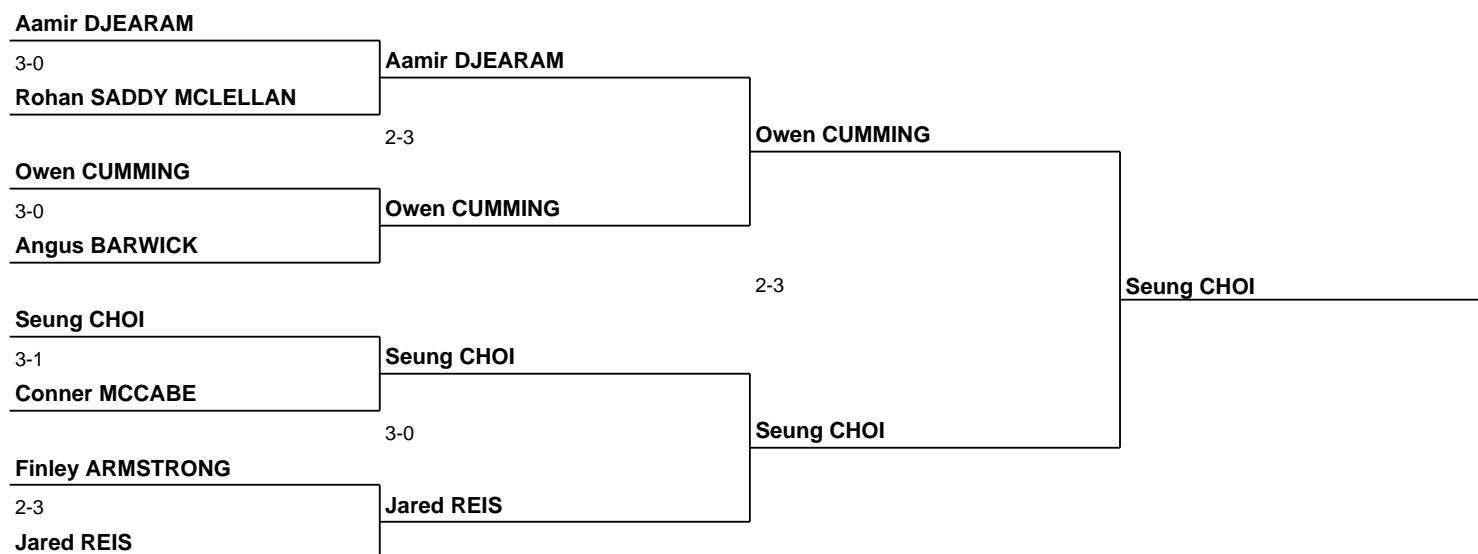 Aamir DJEARAM
3-0
Aamir DJEARAM
Rohan SADDY MCLELLAN
2-3
Owen CUMMING
Owen CUMMING
3-0
Owen CUMMING
Angus BARWICK
2-3
Seung CHOI
Seung CHOI
3-1
Seung CHOI
Conner MCCABE
3-0
Seung CHOI
Finley ARMSTRONG
2-3
Jared REIS
Jared REIS